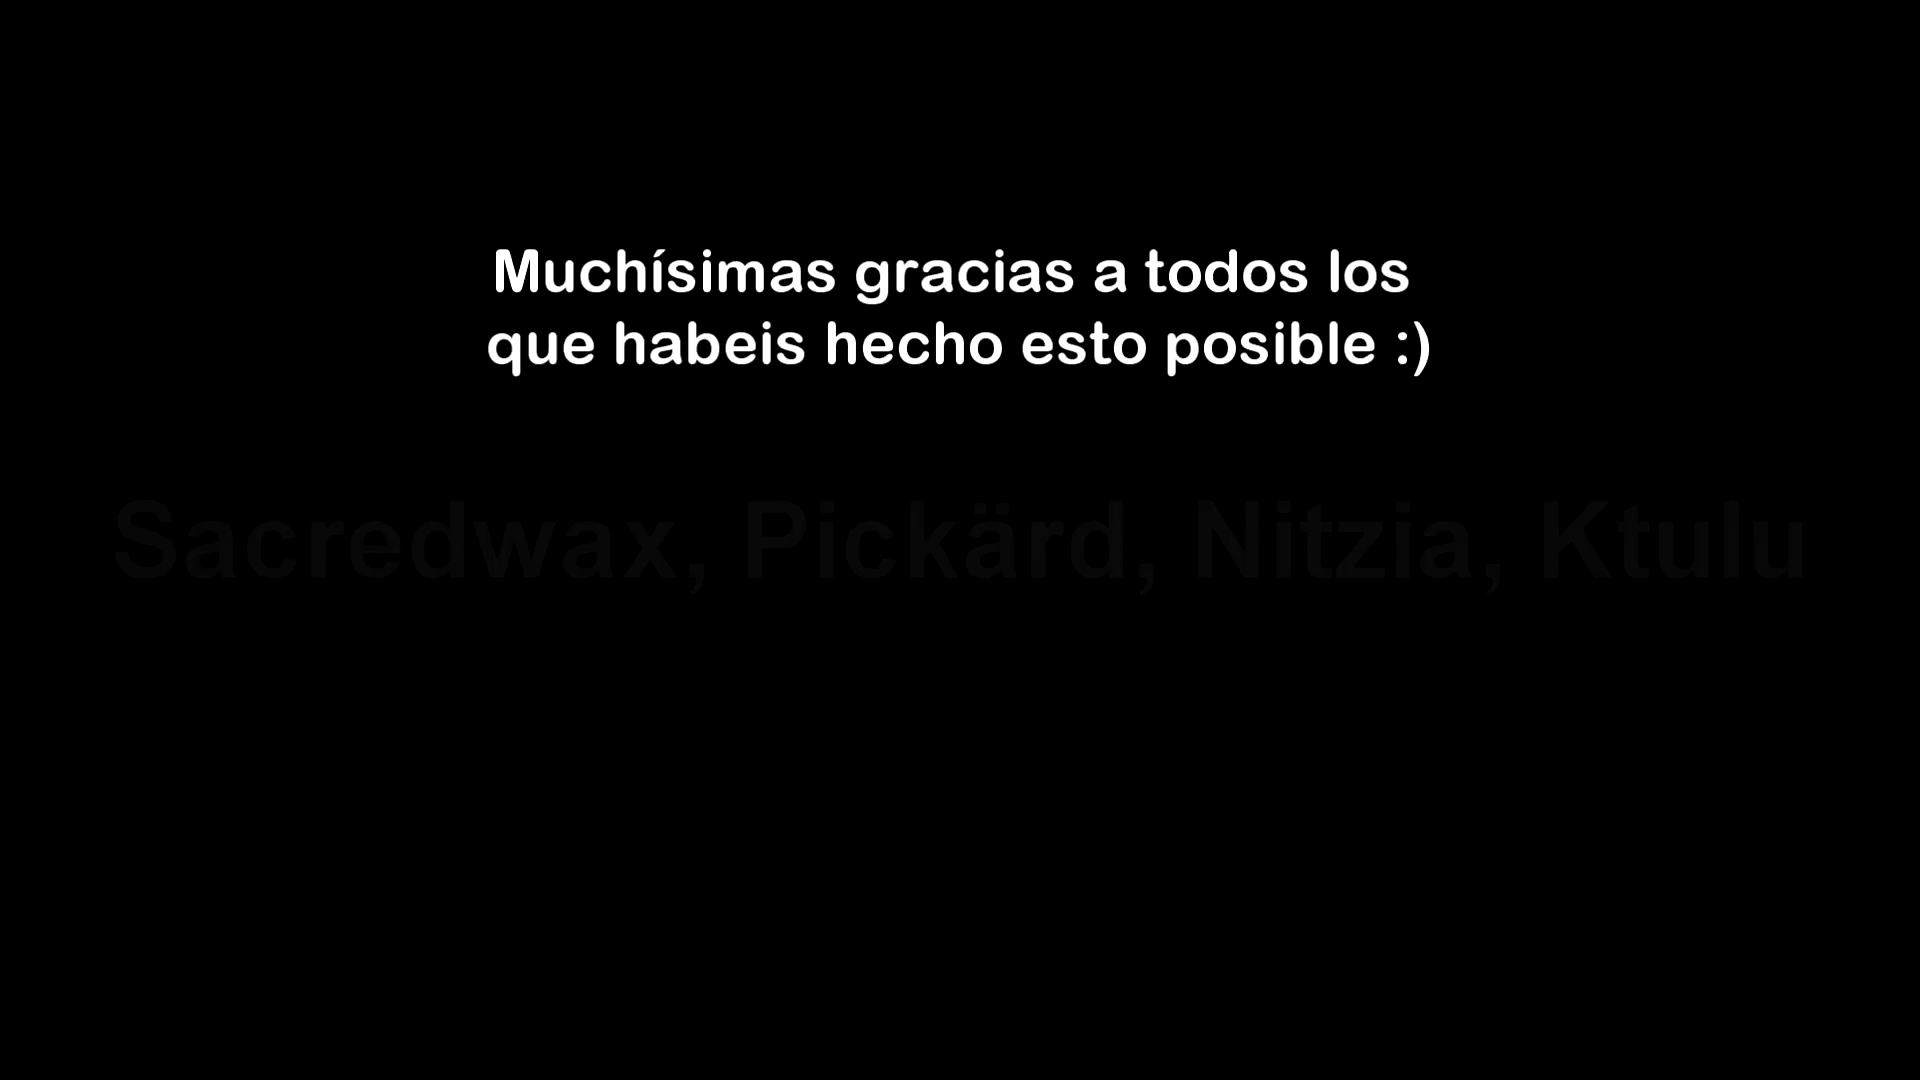 Muchísimas gracias a todos los
que habeis hecho esto posible :)
Sacredwax, Pickärd, Nitzia, Ktulu